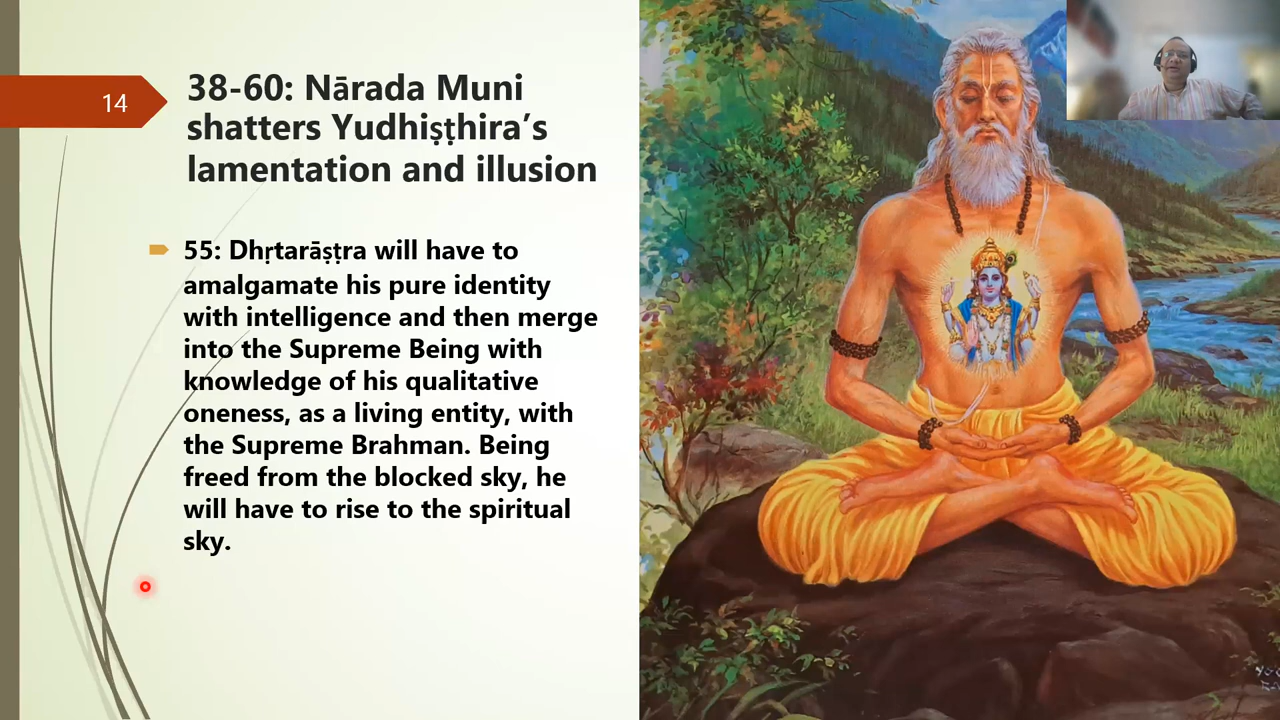 14
38-60: Nārada Muni
shatters Yudhiṣṭhira’s
lamentation and illusion
55: Dhṛtarāṣṭra will have to
amalgamate his pure identity
with intelligence and then merge
into the Supreme Being with
knowledge of his qualitative
oneness, as a living entity, with
the Supreme Brahman. Being
freed from the blocked sky, he
will have to rise to the spiritual
sky.